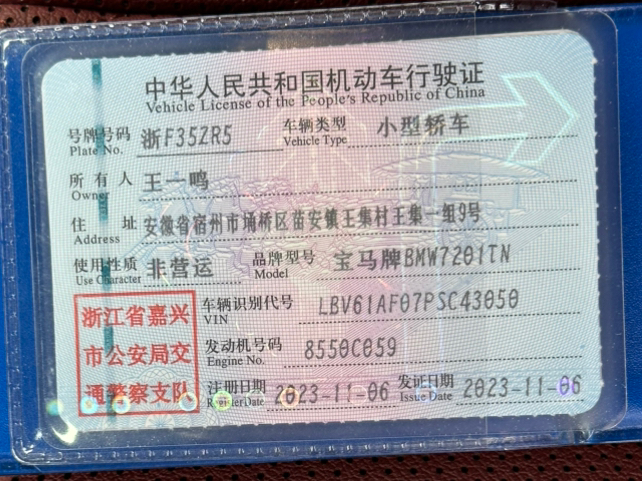 中华人民共和国机动车行驶证
Vehicle License of the People's Republic of China
号牌号码 浙F35ZR5 车辆类型 小型轿车
Plate No. Vehicle Type
所有人 王一鸣
Owner
住址 安徽省宿州市埇桥区苗安镇王集村王集一组9号
Address
使用性质 非营运 品牌型号 宝马牌BMW7201TN
Use Character Model
浙江省嘉兴
市公安局交
通警察支队
车辆识别代号 LBV61AF07PSC43050
VIN
发动机号码 8550C059
Engine No.
注册日期 2023-11-06 发证日期 2023-11-06
Register Date Issue Date